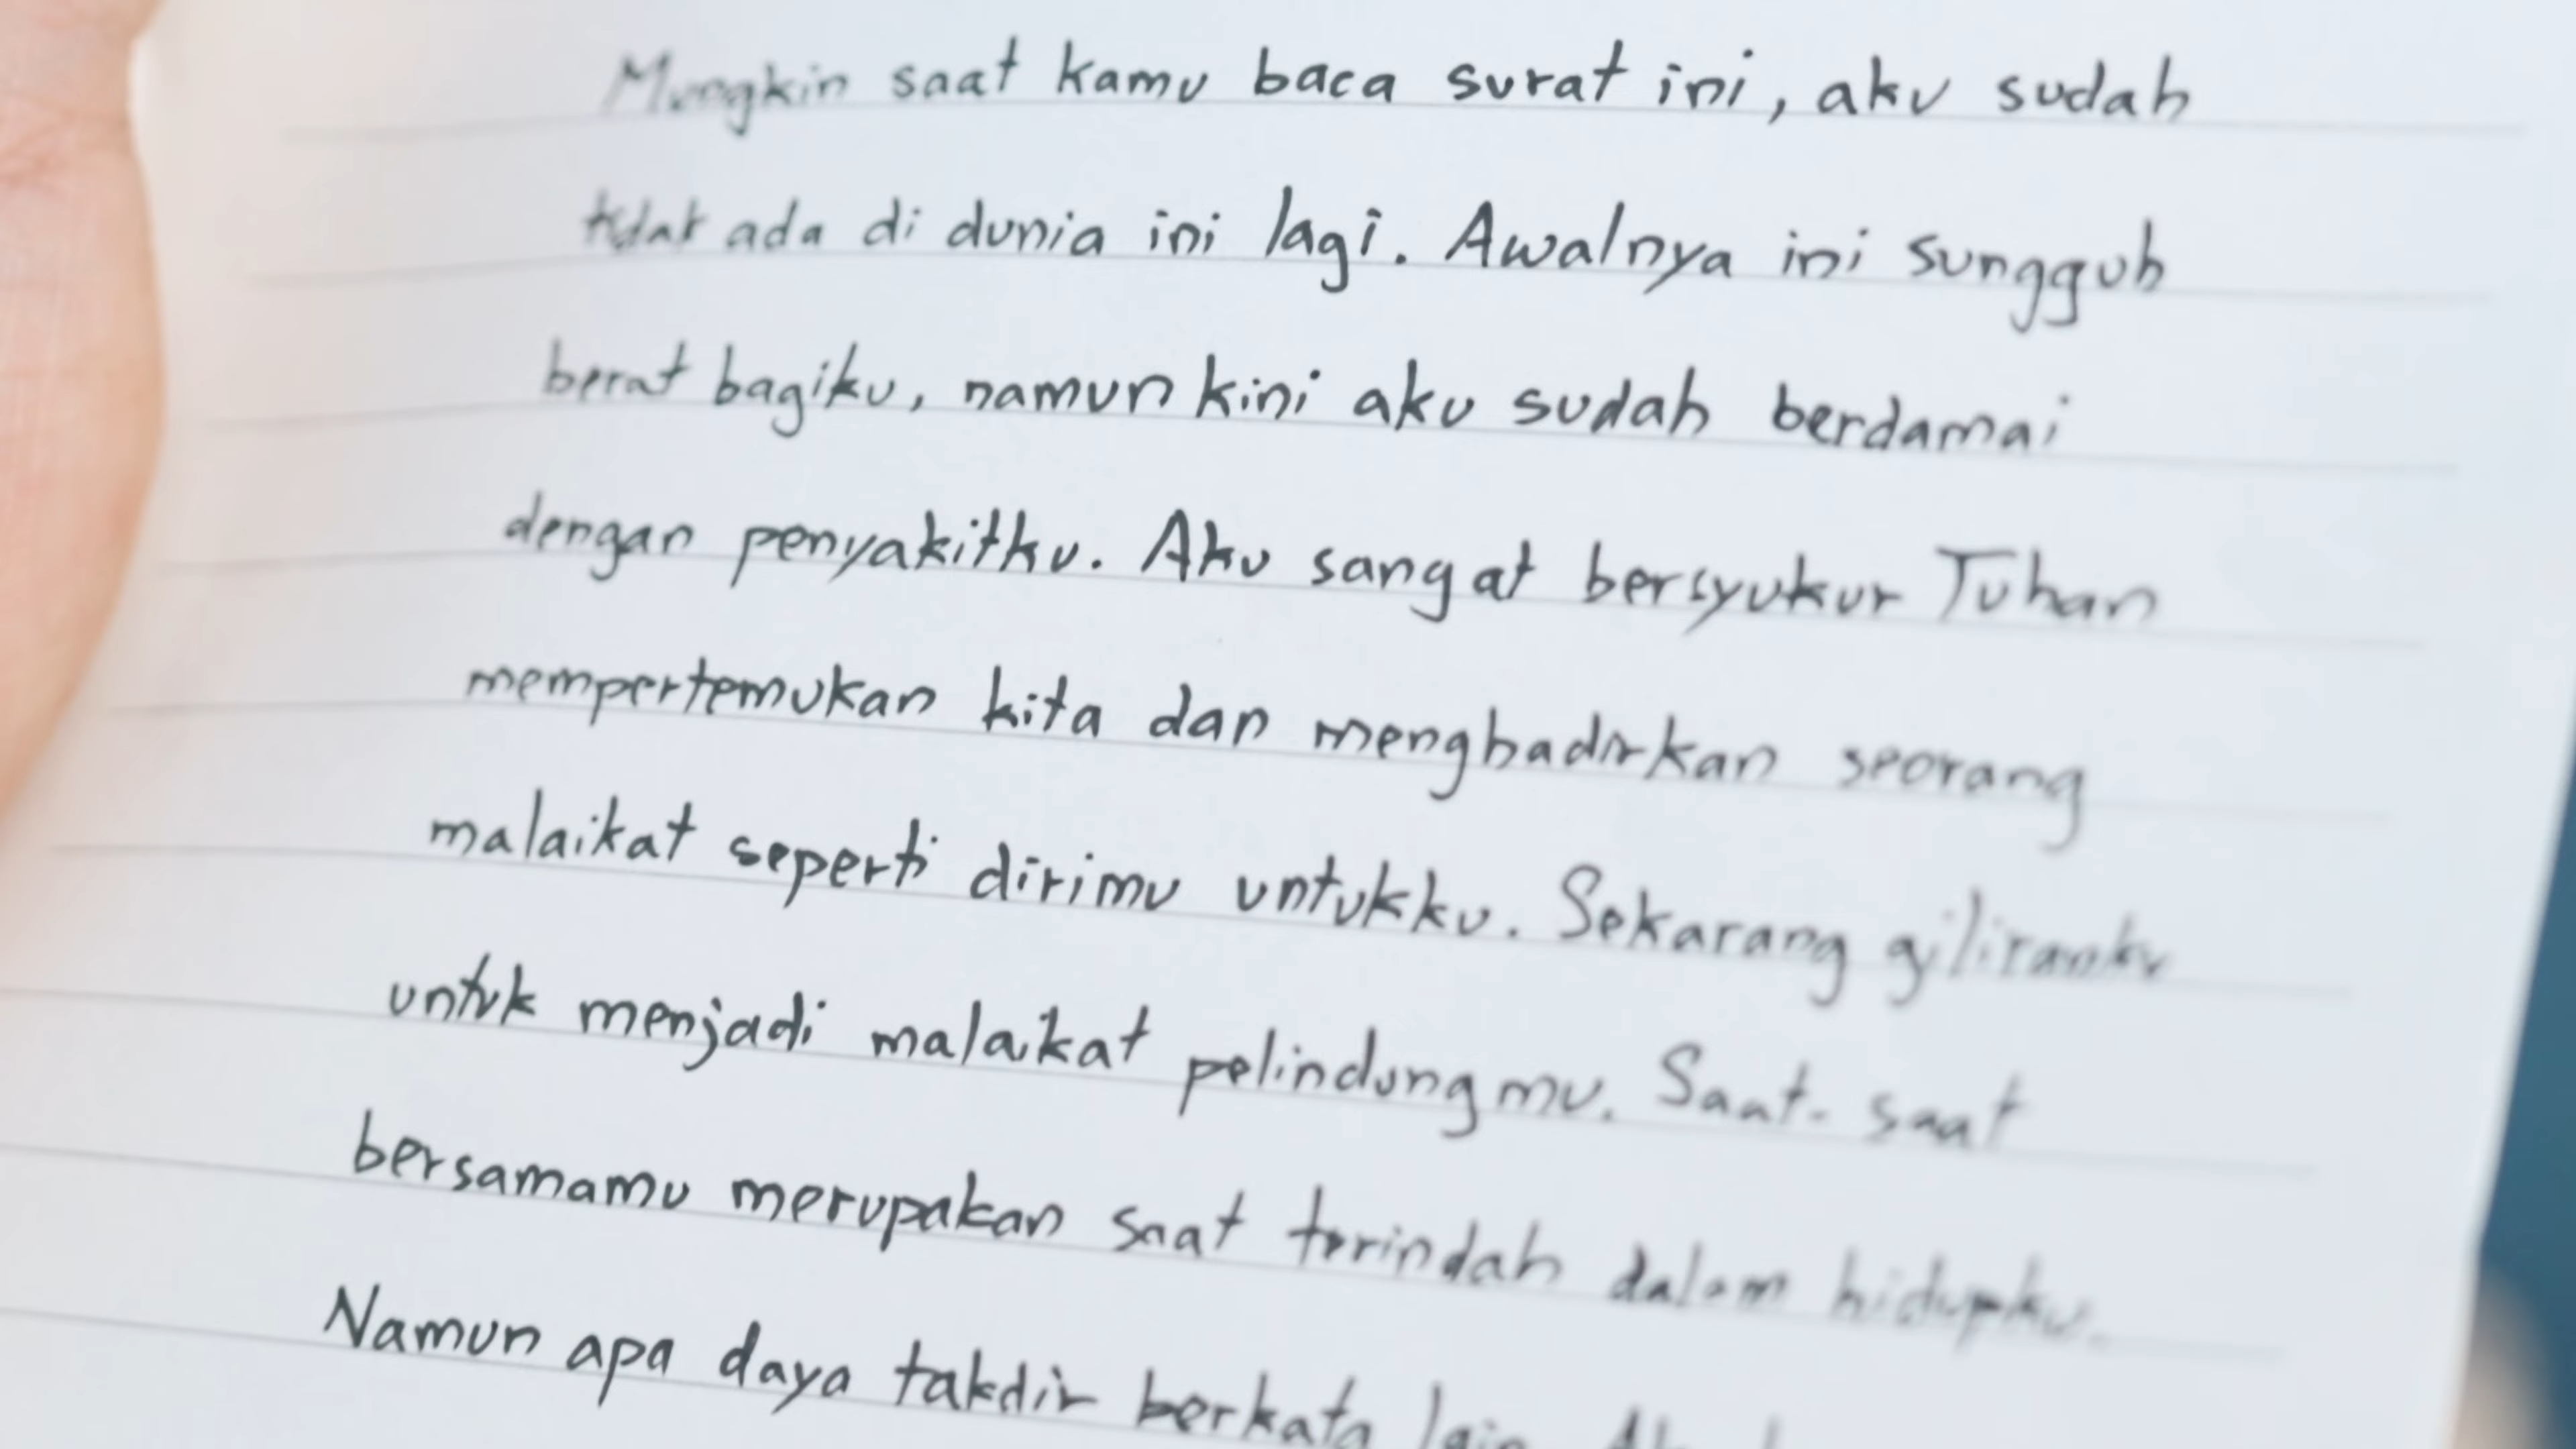 Mungkin saat kamu baca surat ini, aku sudah
tidak ada di dunia ini lagi. Awalnya ini sungguh
berat bagiku, namun kini aku sudah berdamai
dengan penyakitku. Aku sangat bersyukur Tuhan
mempertemukan kita dan menghadirkan seorang
malaikat seperti dirimu untukku. Sekarang giliranku
untuk menjadi malaikat pelindungmu. Saat-saat
bersamamu merupakan saat terindah dalam hidupku.
Namun apa daya takdir berkata lain